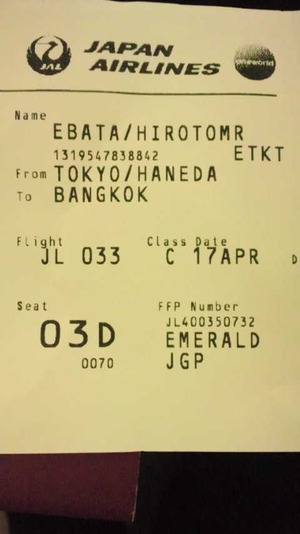 JAL
JAPAN
AIRLINES
oneworld
Name
EBATA/HIROTOMR
1319547838842 ETKT
From TOKYO/HANEDA
To BANGKOK
Flight Class Date
JL 033 C 17APR D
Seat FFP Number
JL400350732
03D EMERALD
0070 JGP